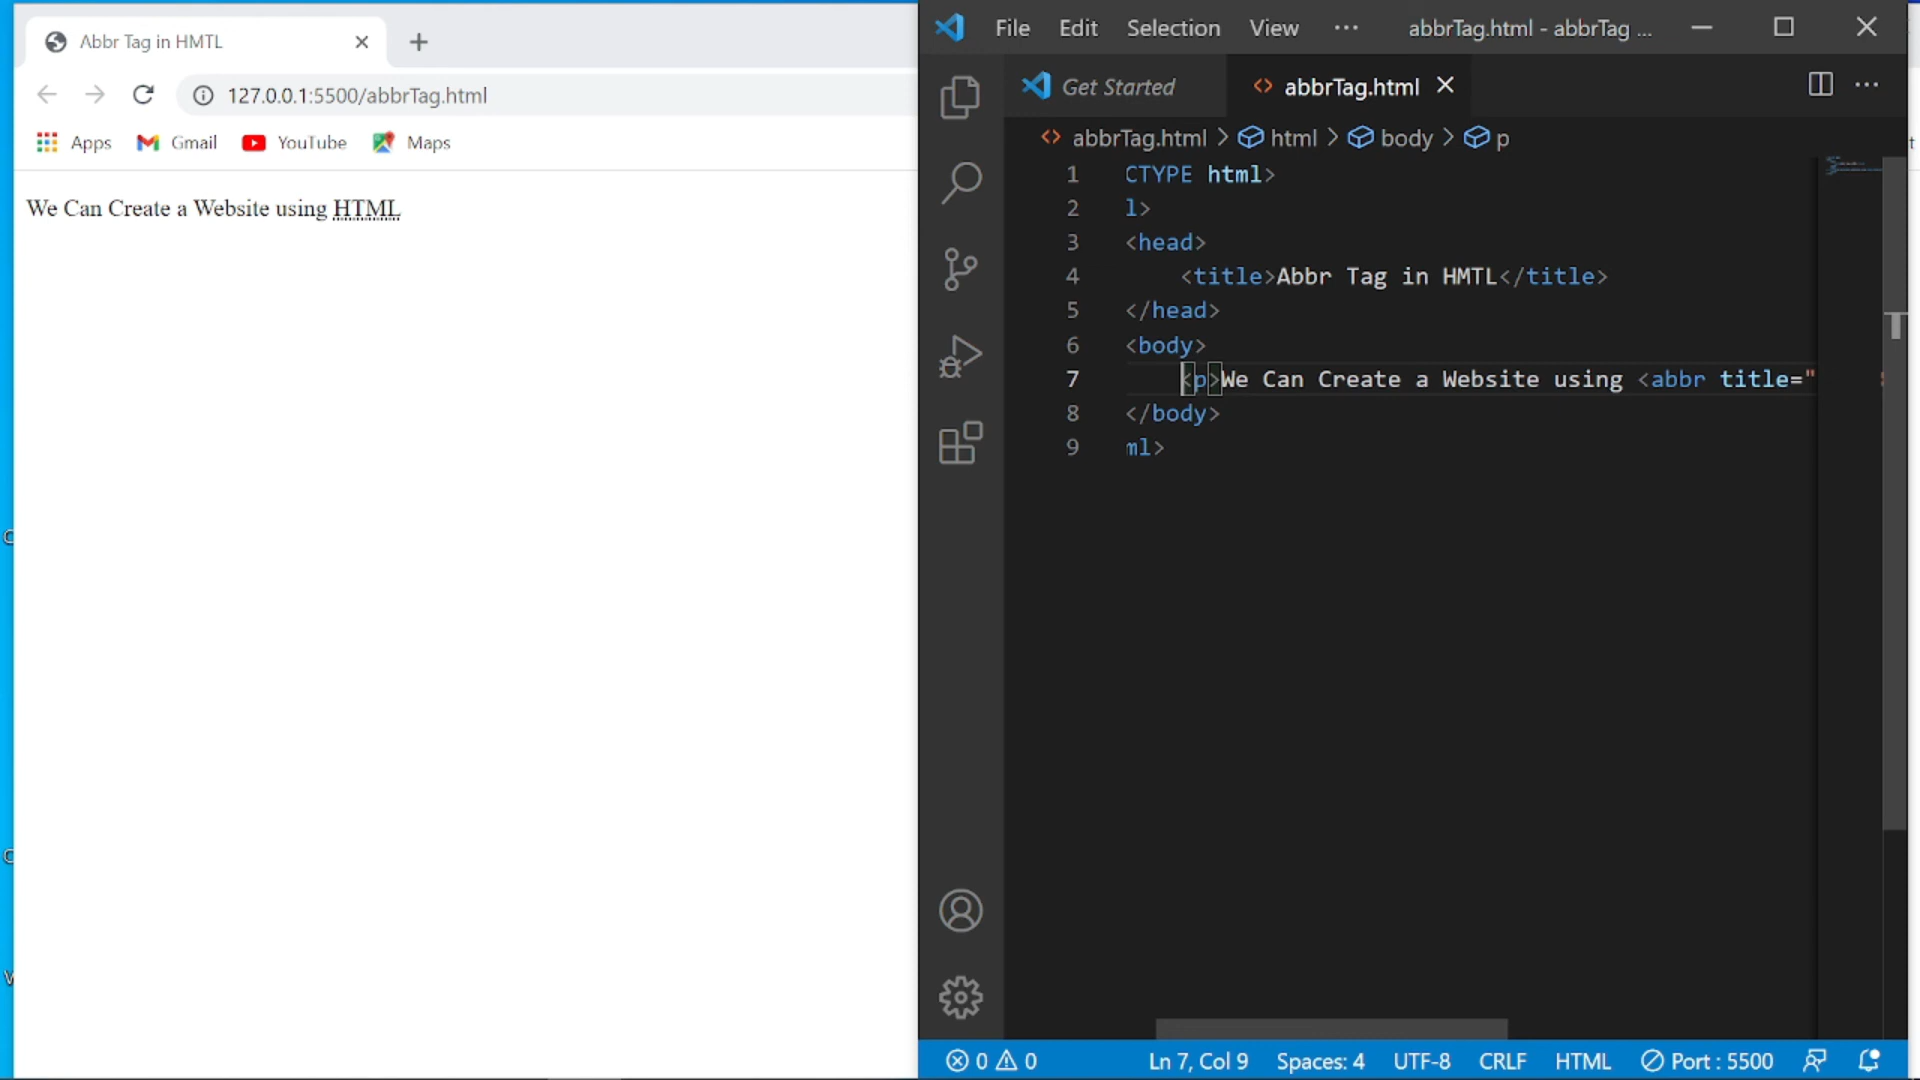 Abbr Tag in HMTL
127.0.0.1:5500/abbrTag.html
Apps Gmail YouTube Maps
We Can Create a Website using HTML
File Edit Selection View ··· abbrTag.html - abbrTag ...
Get Started abbrTag.html
abbrTag.html > html > body > p
1 CTYPE html>
2 l>
3 <head>
4 <title>Abbr Tag in HMTL</title>
5 </head>
6 <body>
7 <p>We Can Create a Website using <abbr title="
8 </body>
9 ml>
0 0 Ln 7, Col 9 Spaces: 4 UTF-8 CRLF HTML Port : 5500